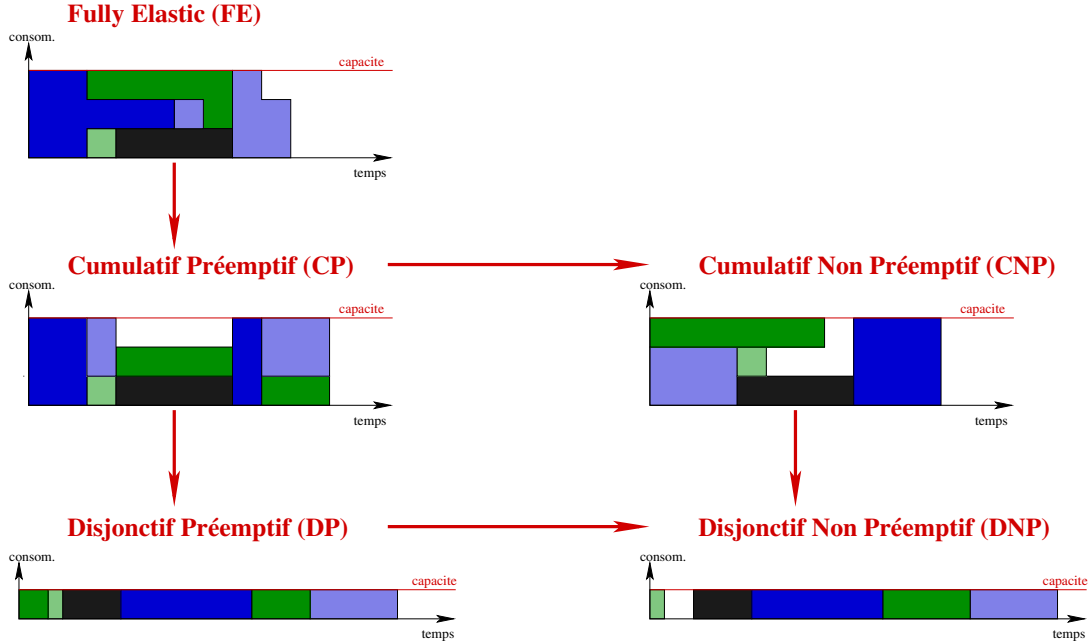 Fully Elastic (FE)
consom.
capacite
temps
Cumulatif Préemptif (CP)
Cumulatif Non Préemptif (CNP)
consom.
capacite
consom.
capacite
temps
temps
Disjonctif Préemptif (DP)
Disjonctif Non Préemptif (DNP)
consom.
capacite
consom.
capacite
temps
temps